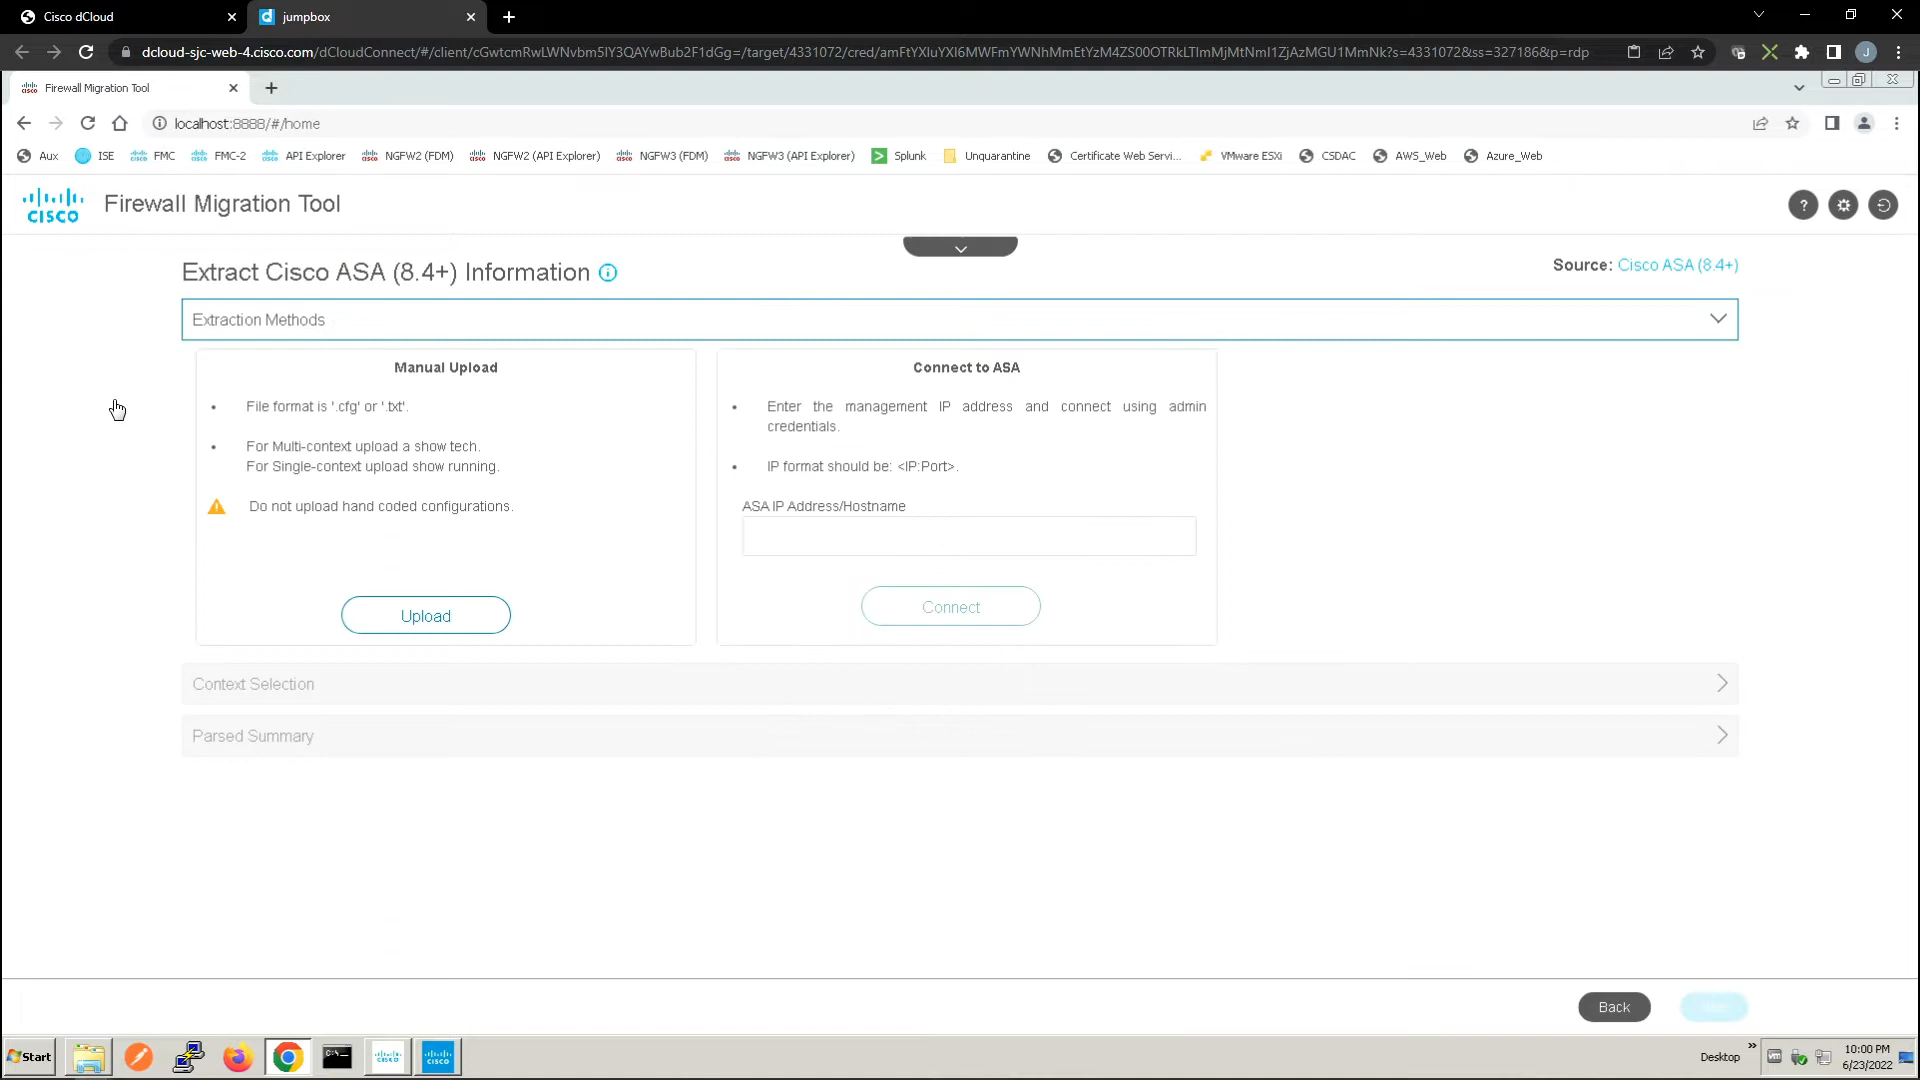 Cisco dCloud
jumpbox
dcloud-sjc-web-4.cisco.com/dCloudConnect/#/client/cGwtcmRwLWNvbm5lY3QAYwBub2F1dGg=/target/4331072/cred/amFtYXIuYXI6MWFmYWNhMmEtYzM4ZS00OTRkLTlmMjMtNmI1ZjAzMGU1MmNk?s=4331072&ss=327186&p=rdp
J
Firewall Migration Tool
localhost:8888/#/home
Aux ISE FMC FMC-2 API Explorer NGFW2 (FDM) NGFW2 (API Explorer) NGFW3 (FDM) NGFW3 (API Explorer) Splunk Unquarantine Certificate Web Servi... VMware ESXi CSDAC AWS_Web Azure_Web
CISCO Firewall Migration Tool
Extract Cisco ASA (8.4+) Information
Source: Cisco ASA (8.4+)
Extraction Methods
Manual Upload
• File format is '.cfg' or '.txt'.
• For Multi-context upload a show tech.
For Single-context upload show running.
Do not upload hand coded configurations.
Upload
Connect to ASA
• Enter the management IP address and connect using admin
credentials.
• IP format should be: <IP:Port>.
ASA IP Address/Hostname
Connect
Context Selection
Parsed Summary
Back
Start
Desktop
10:00 PM
6/23/2022